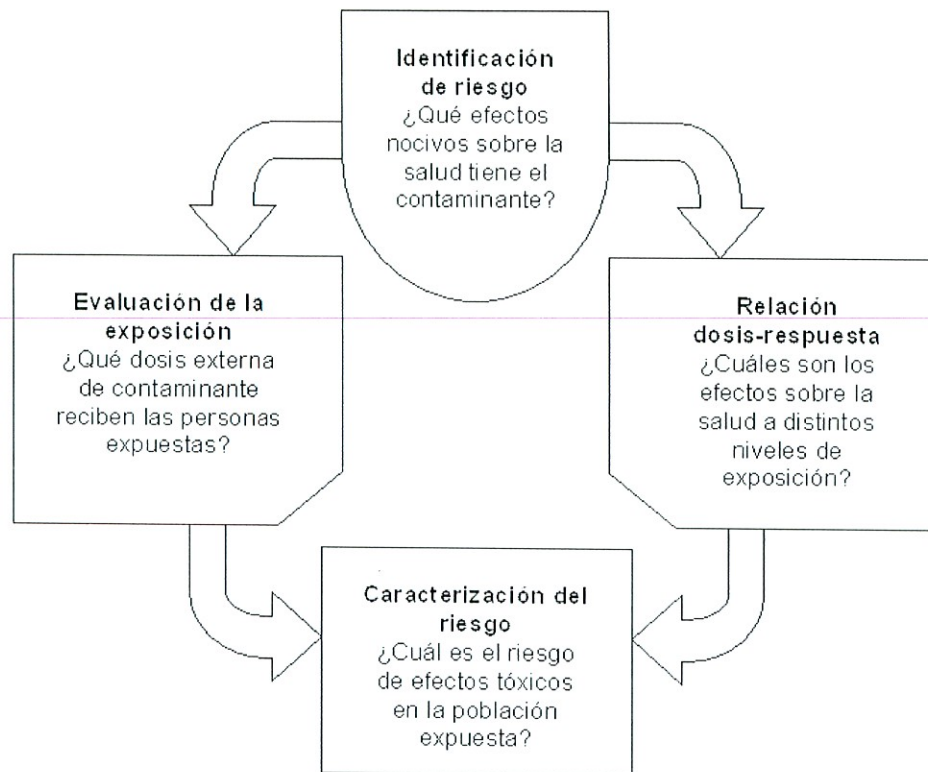 Identificación
de riesgo
¿Qué efectos
nocivos sobre la
salud tiene el
contaminante?
Evaluación de la
exposición
¿Qué dosis externa
de contaminante
reciben las personas
expuestas?
Relación
dosis-respuesta
¿Cuáles son los
efectos sobre la
salud a distintos
niveles de
exposición?
Caracterización del
riesgo
¿Cuál es el riesgo
de efectos tóxicos
en la población
expuesta?